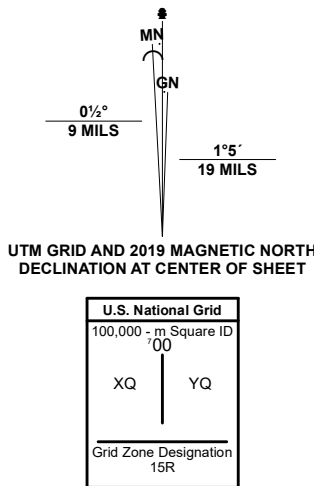 MN
GN
0½°
9 MILS
1°5´
19 MILS
UTM GRID AND 2019 MAGNETIC NORTH
DECLINATION AT CENTER OF SHEET
U.S. National Grid
100,000 - m Square ID
⁷00
XQ YQ
Grid Zone Designation
15R